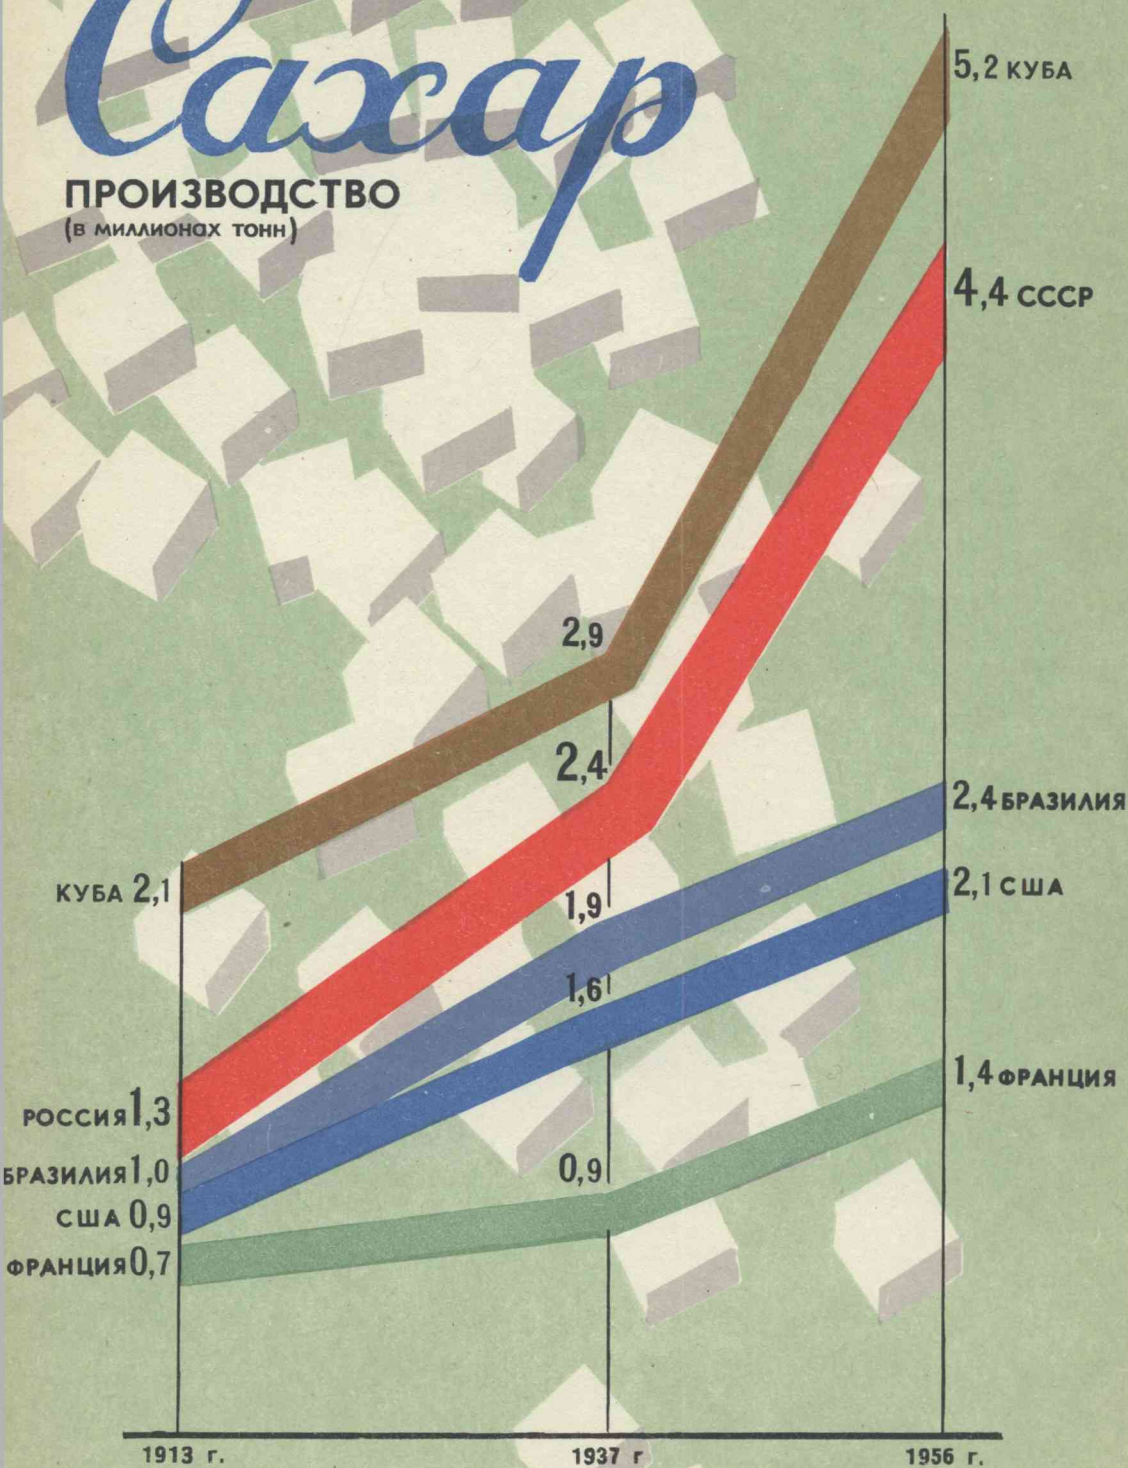 Сахар
ПРОИЗВОДСТВО
(в миллионах тонн)
5,2 КУБА
4,4 СССР
2,9
2,4
2,4 БРАЗИЛИЯ
КУБА 2,1
2,1 США
1,9
1,6
1,4 ФРАНЦИЯ
РОССИЯ 1,3
БРАЗИЛИЯ 1,0
0,9
США 0,9
ФРАНЦИЯ 0,7
1913 г.
1937 г
1956 г.